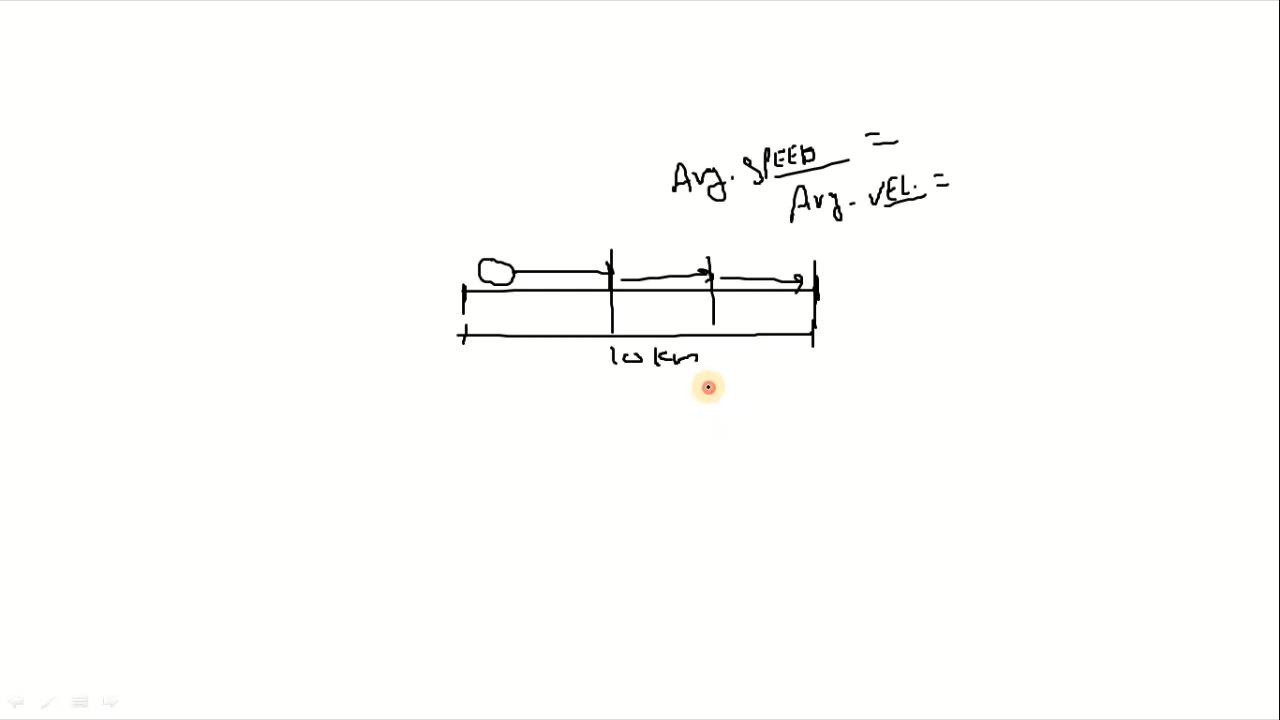 Avg. SPEED =
Avg. VEL. =
10 km